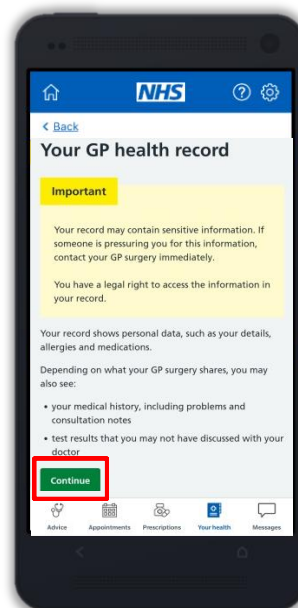 NHS
?
< Back
Your GP health record
Important
Your record may contain sensitive information. If
someone is pressuring you for this information,
contact your GP surgery immediately.
You have a legal right to access the information in
your record.
Your record shows personal data, such as your details,
allergies and medications.
Depending on what your GP surgery shares, you may
also see:
• your medical history, including problems and
consultation notes
• test results that you may not have discussed with your
doctor
Continue
Advice Appointments Prescriptions Your health Messages